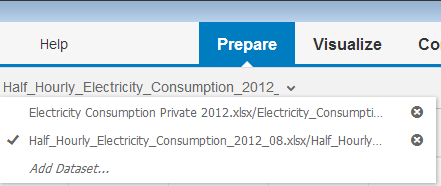 Help Prepare Visualize Co
Half_Hourly_Electricity_Consumption_2012_
Electricity Consumption Private 2012.xlsx/Electricity_Consumpti...
Half_Hourly_Electricity_Consumption_2012_08.xlsx/Half_Hourly...
Add Dataset...